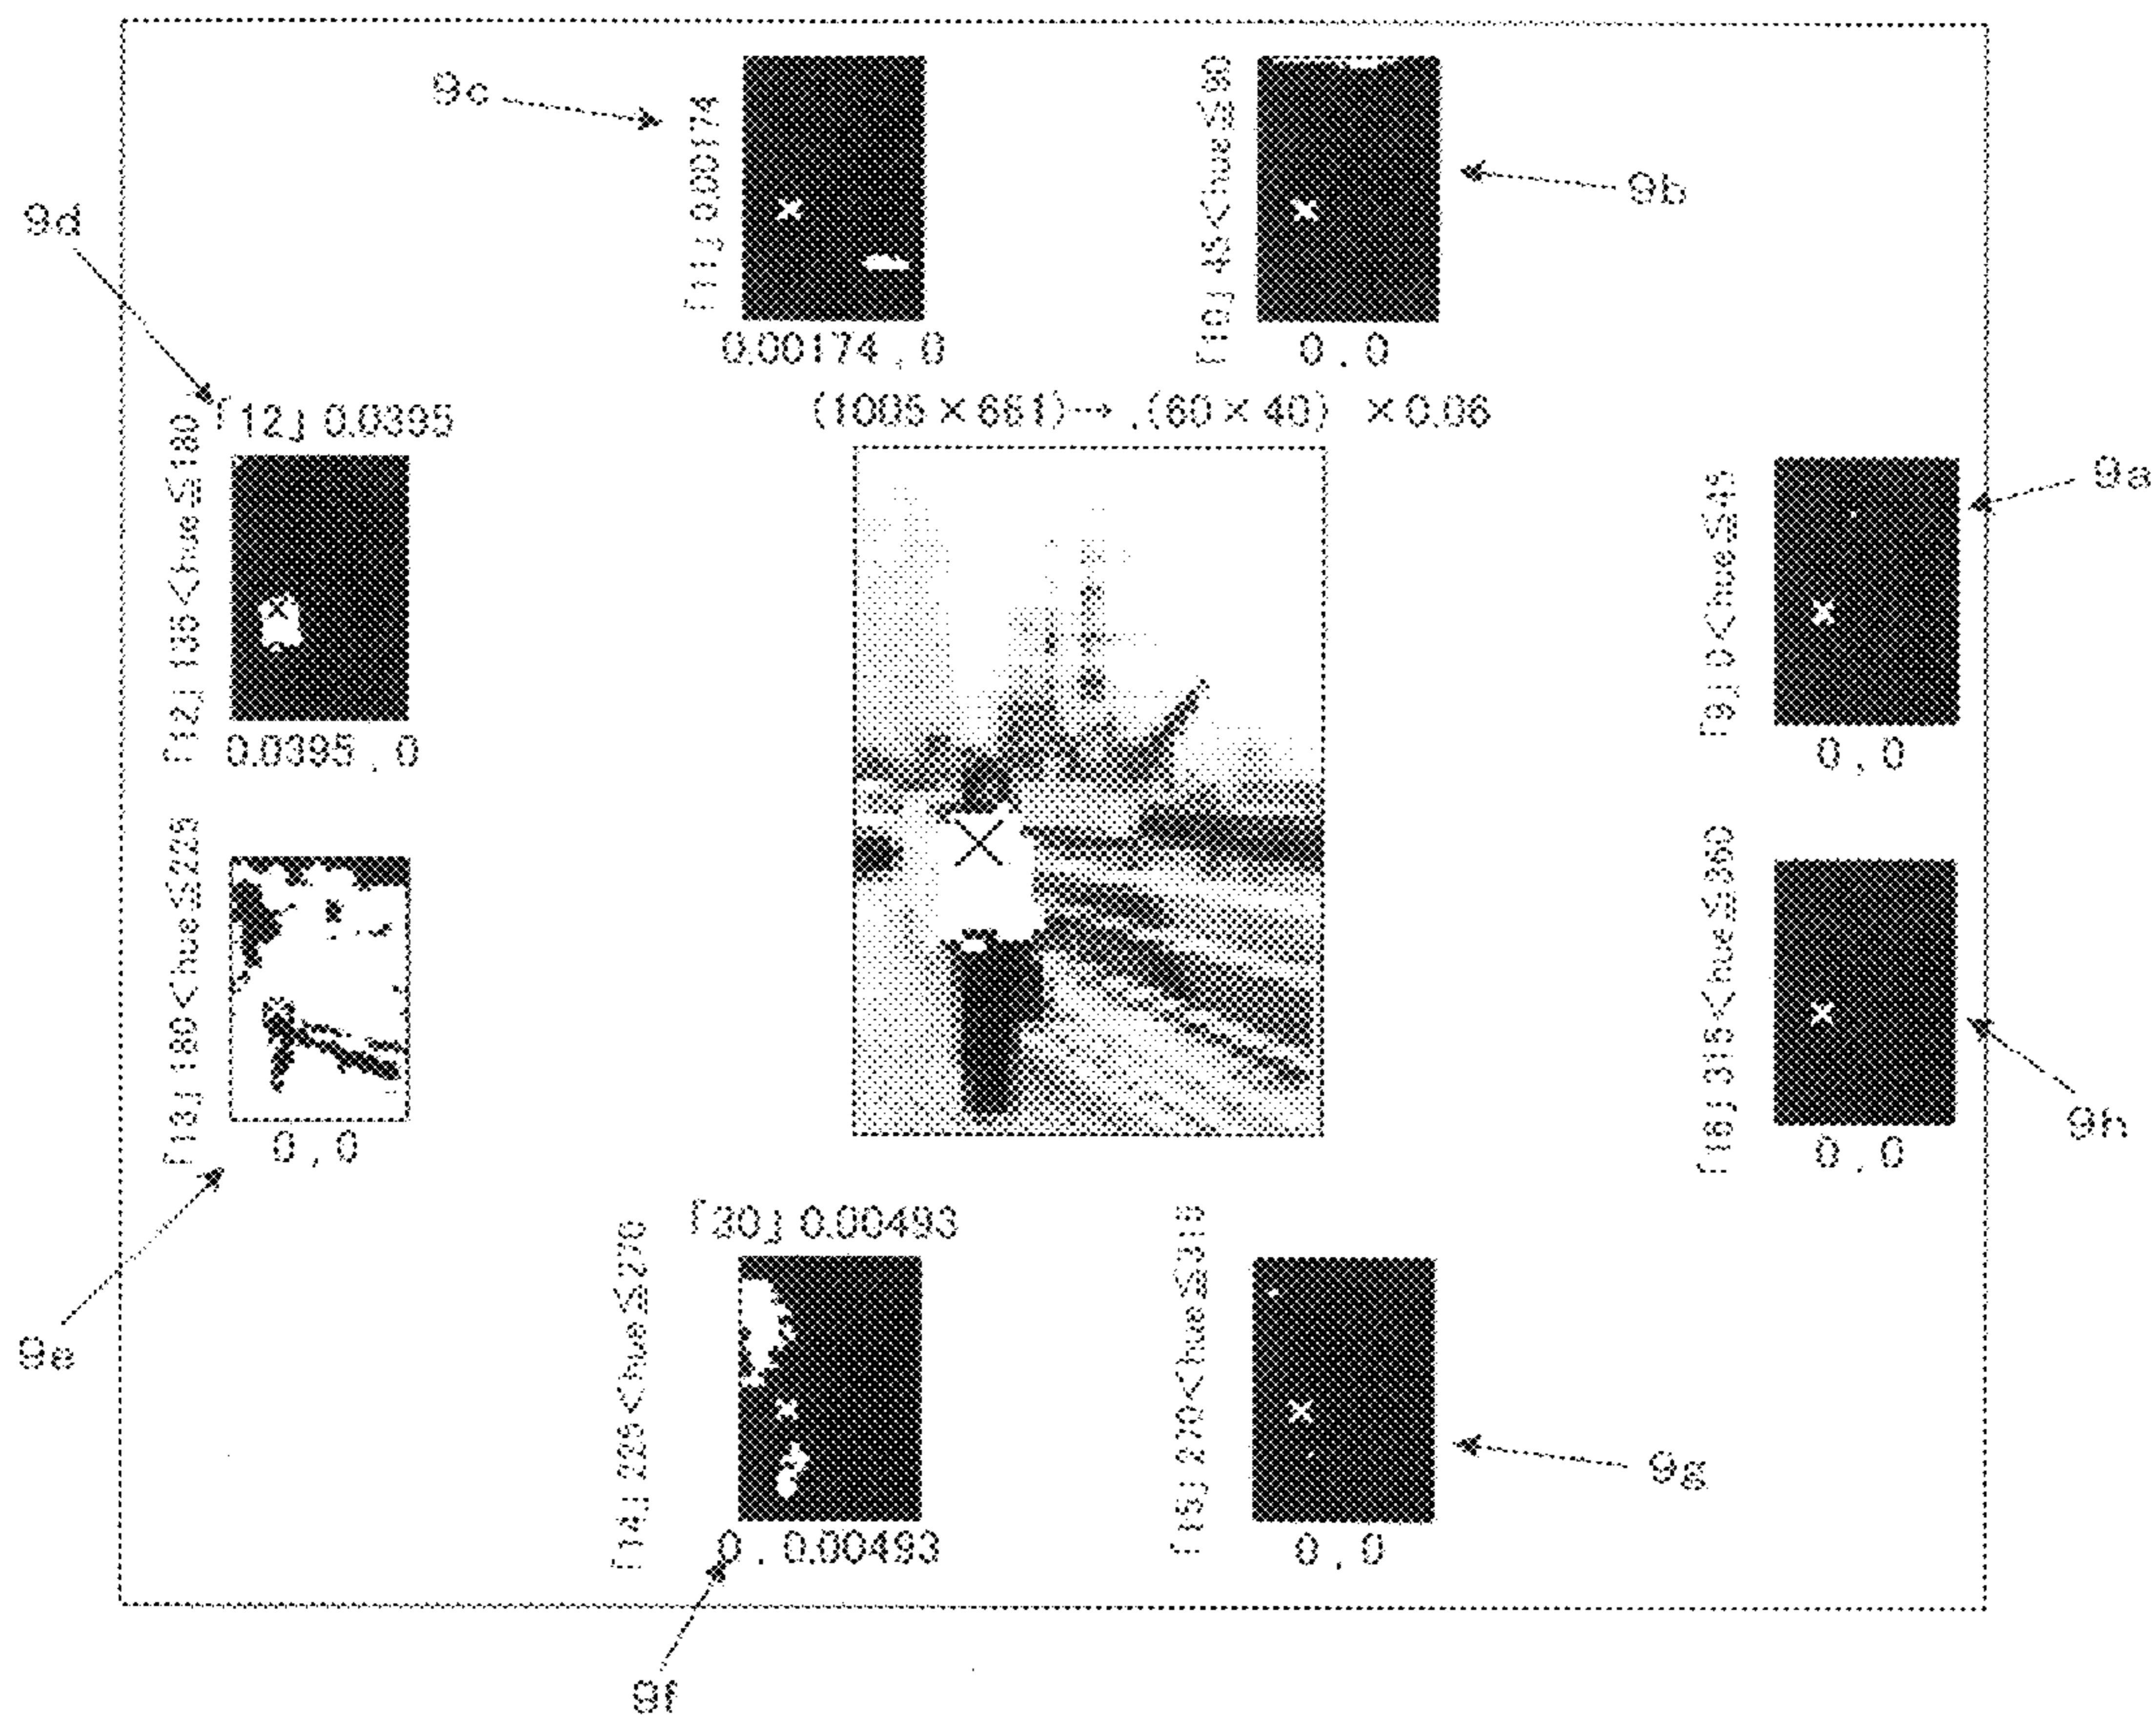 9c
「11」 0.00174
0.00174 , 0
「10」 45<hue≦90
0 , 0
9b
9d
「12」 0.0395
「12」 135<hue≦180
0.0395 , 0
(1005×661)→ .(60×40) ×0.06
9a
「9」 0<hue≦45
0 , 0
「13」 180<hue≦225
0 , 0
9e
「16」 315<hue≦360
0 , 0
9h
「30」 0.00493
「14」 225<hue≦270
0 , 0.00493
9f
「15」 270<hue≦315
0 , 0
9g